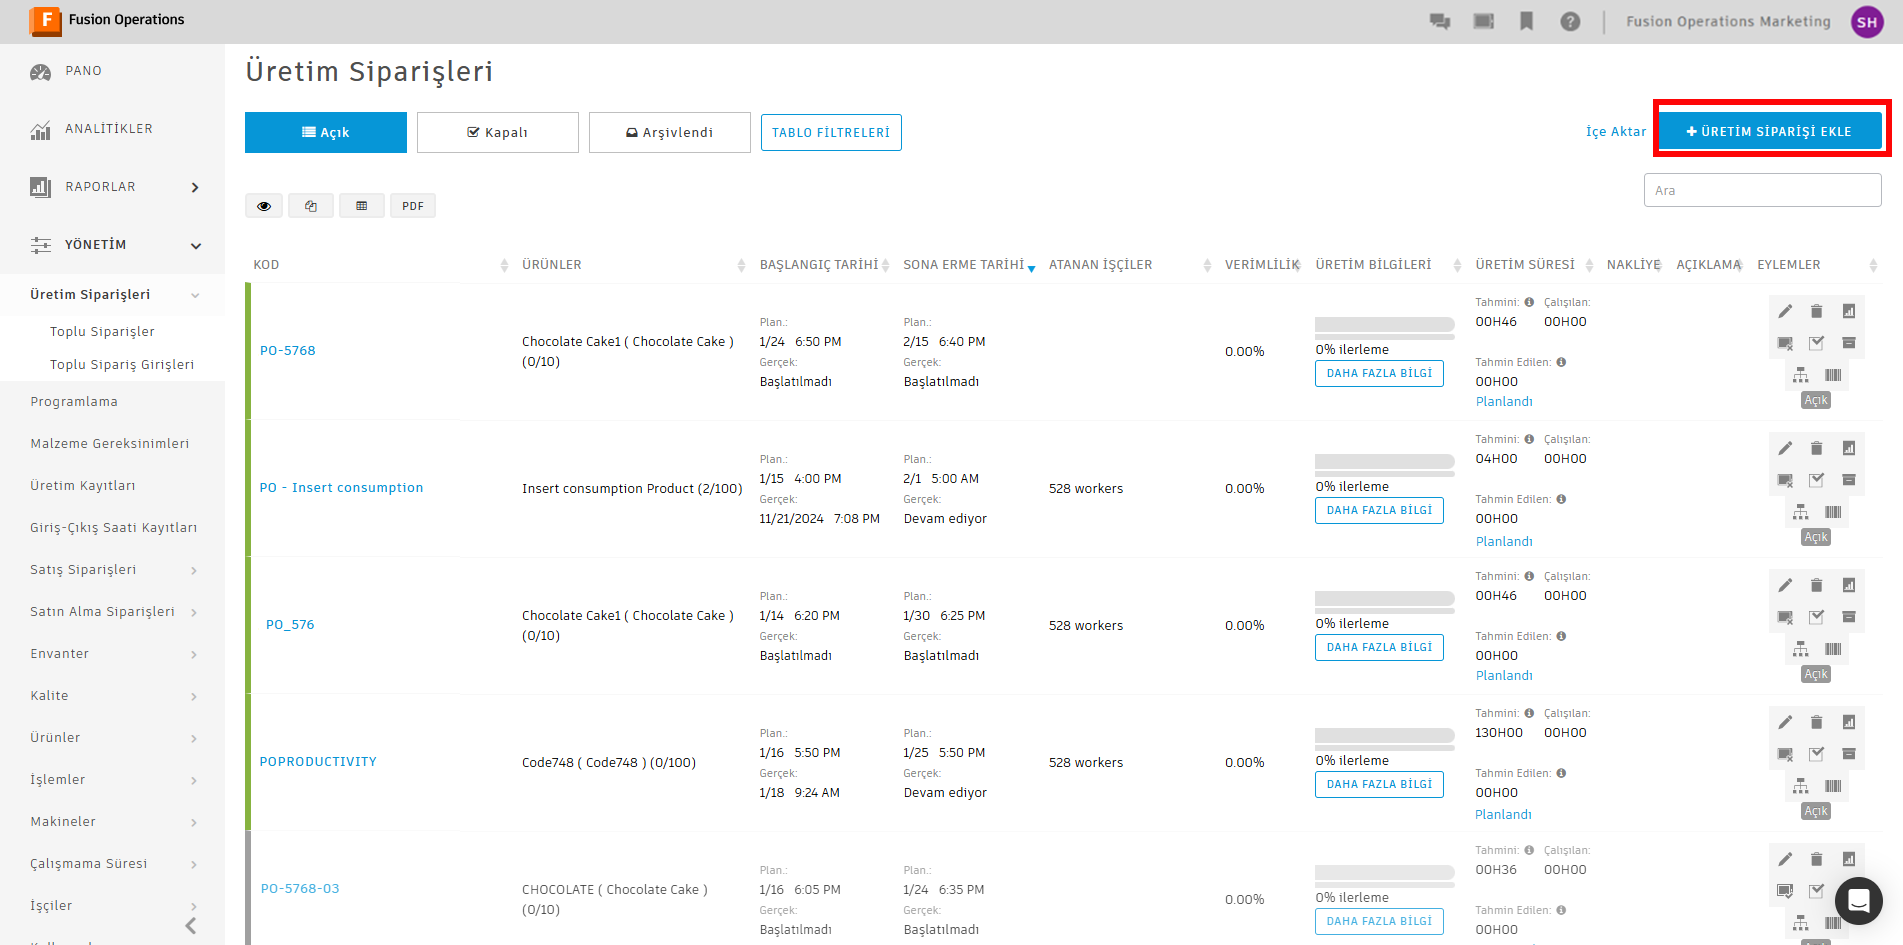 Fusion Operations
Fusion Operations Marketing
SH
PANO
ANALİTİKLER
RAPORLAR
YÖNETİM
Üretim Siparişleri
Toplu Siparişler
Toplu Sipariş Girişleri
Programlama
Malzeme Gereksinimleri
Üretim Kayıtları
Giriş-Çıkış Saati Kayıtları
Satış Siparişleri
Satın Alma Siparişleri
Envanter
Kalite
Ürünler
İşlemler
Makineler
Çalışmama Süresi
İşçiler
Üretim Siparişleri
Açık
Kapalı
Arşivlendi
TABLO FİLTRELERİ
İçe Aktar
+ ÜRETİM SİPARİŞİ EKLE
Ara
PDF
KOD ÜRÜNLER BAŞLANGIÇ TARİHİ SONA ERME TARİHİ ATANAN İŞÇİLER VERİMLİLİK ÜRETİM BİLGİLERİ ÜRETİM SÜRESİ NAKLİYE AÇIKLAMA EYLEMLER
PO-5768
Chocolate Cake1 ( Chocolate Cake )
(0/10)
Plan.:
1/24 6:50 PM
Gerçek:
Başlatılmadı
Plan.:
2/15 6:40 PM
Gerçek:
Başlatılmadı
0.00%
0% ilerleme
DAHA FAZLA BİLGİ
Tahmini: Çalışılan:
00H46 00H00
Tahmin Edilen:
00H00
Planlandı
Açık
PO - Insert consumption
Insert consumption Product (2/100)
Plan.:
1/15 4:00 PM
Gerçek:
11/21/2024 7:08 PM
Plan.:
2/1 5:00 AM
Gerçek:
Devam ediyor
528 workers
0.00%
0% ilerleme
DAHA FAZLA BİLGİ
Tahmini: Çalışılan:
04H00 00H00
Tahmin Edilen:
00H00
Planlandı
Açık
PO_576
Chocolate Cake1 ( Chocolate Cake )
(0/10)
Plan.:
1/14 6:20 PM
Gerçek:
Başlatılmadı
Plan.:
1/30 6:25 PM
Gerçek:
Başlatılmadı
528 workers
0.00%
0% ilerleme
DAHA FAZLA BİLGİ
Tahmini: Çalışılan:
00H46 00H00
Tahmin Edilen:
00H00
Planlandı
Açık
POPRODUCTIVITY
Code748 ( Code748 ) (0/100)
Plan.:
1/16 5:50 PM
Gerçek:
1/18 9:24 AM
Plan.:
1/25 5:50 PM
Gerçek:
Devam ediyor
528 workers
0.00%
0% ilerleme
DAHA FAZLA BİLGİ
Tahmini: Çalışılan:
130H00 00H00
Tahmin Edilen:
00H00
Planlandı
Açık
PO-5768-03
CHOCOLATE ( Chocolate Cake )
(0/10)
Plan.:
1/16 6:05 PM
Gerçek:
Başlatılmadı
Plan.:
1/24 6:35 PM
Gerçek:
Başlatılmadı
0.00%
0% ilerleme
DAHA FAZLA BİLGİ
Tahmini: Çalışılan:
00H36 00H00
Tahmin Edilen:
00H00